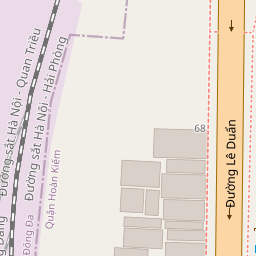 Đường sắt Hà Nội - Quan Triều
Đường sắt Hà Nội - Hải Phòng
Quận Hoàn Kiếm
Đống Đa
68
Đường Lê Duẩn